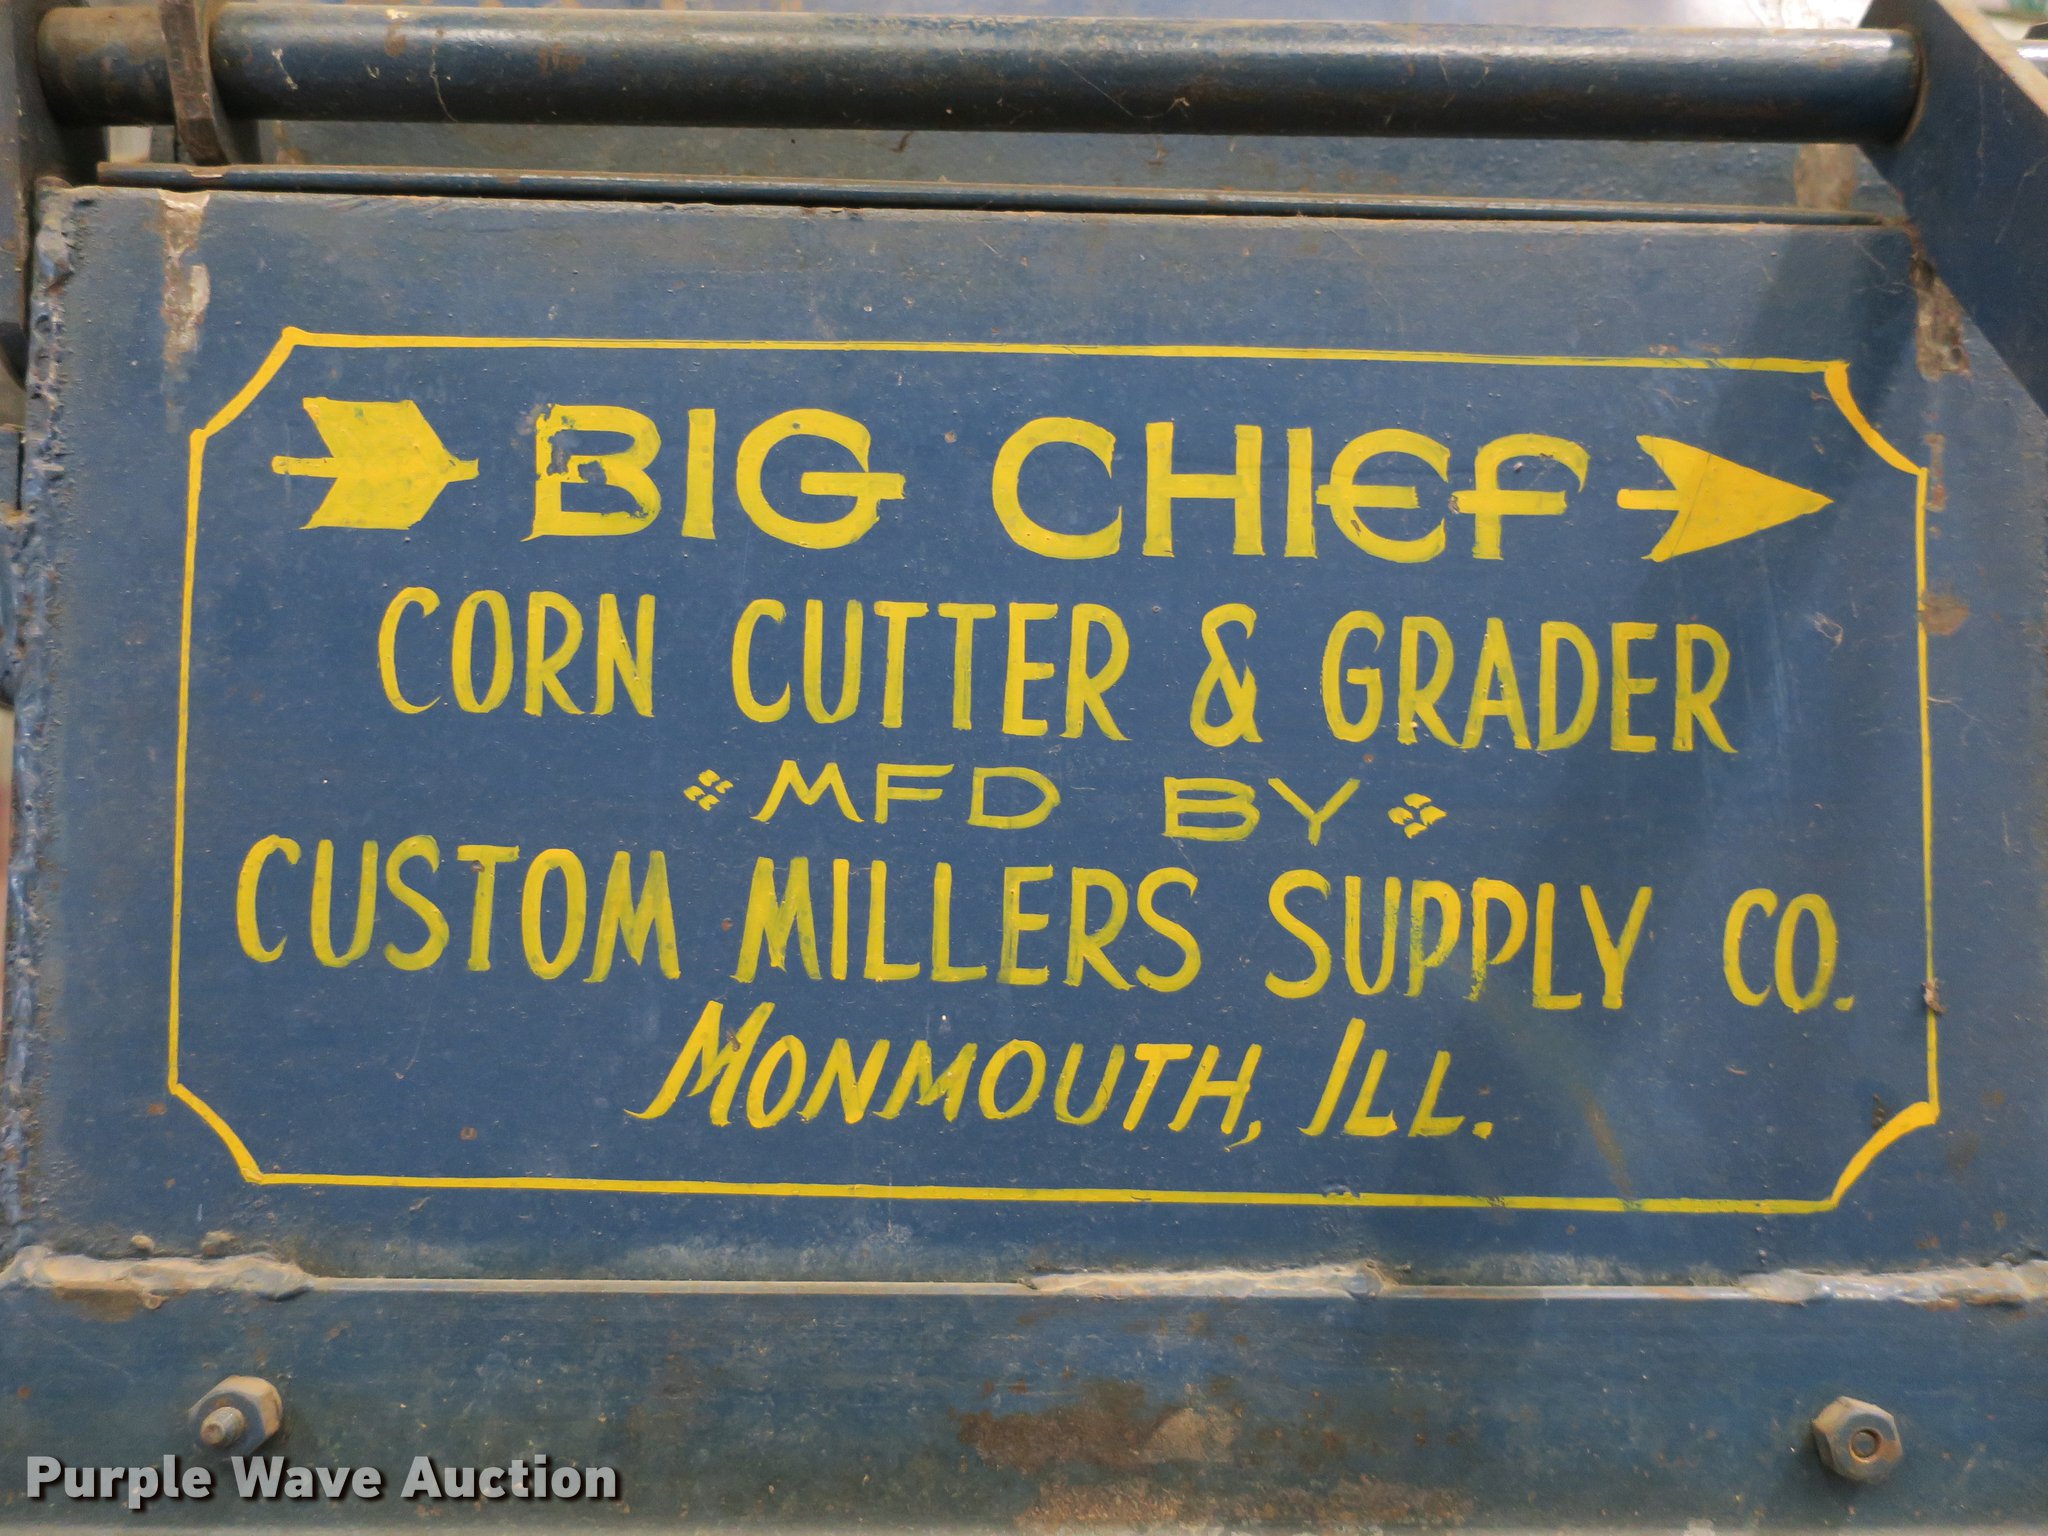 BIG CHIEF
CORN CUTTER & GRADER
MFD BY
CUSTOM MILLERS SUPPLY CO.
MONMOUTH, ILL.
Purple Wave Auction